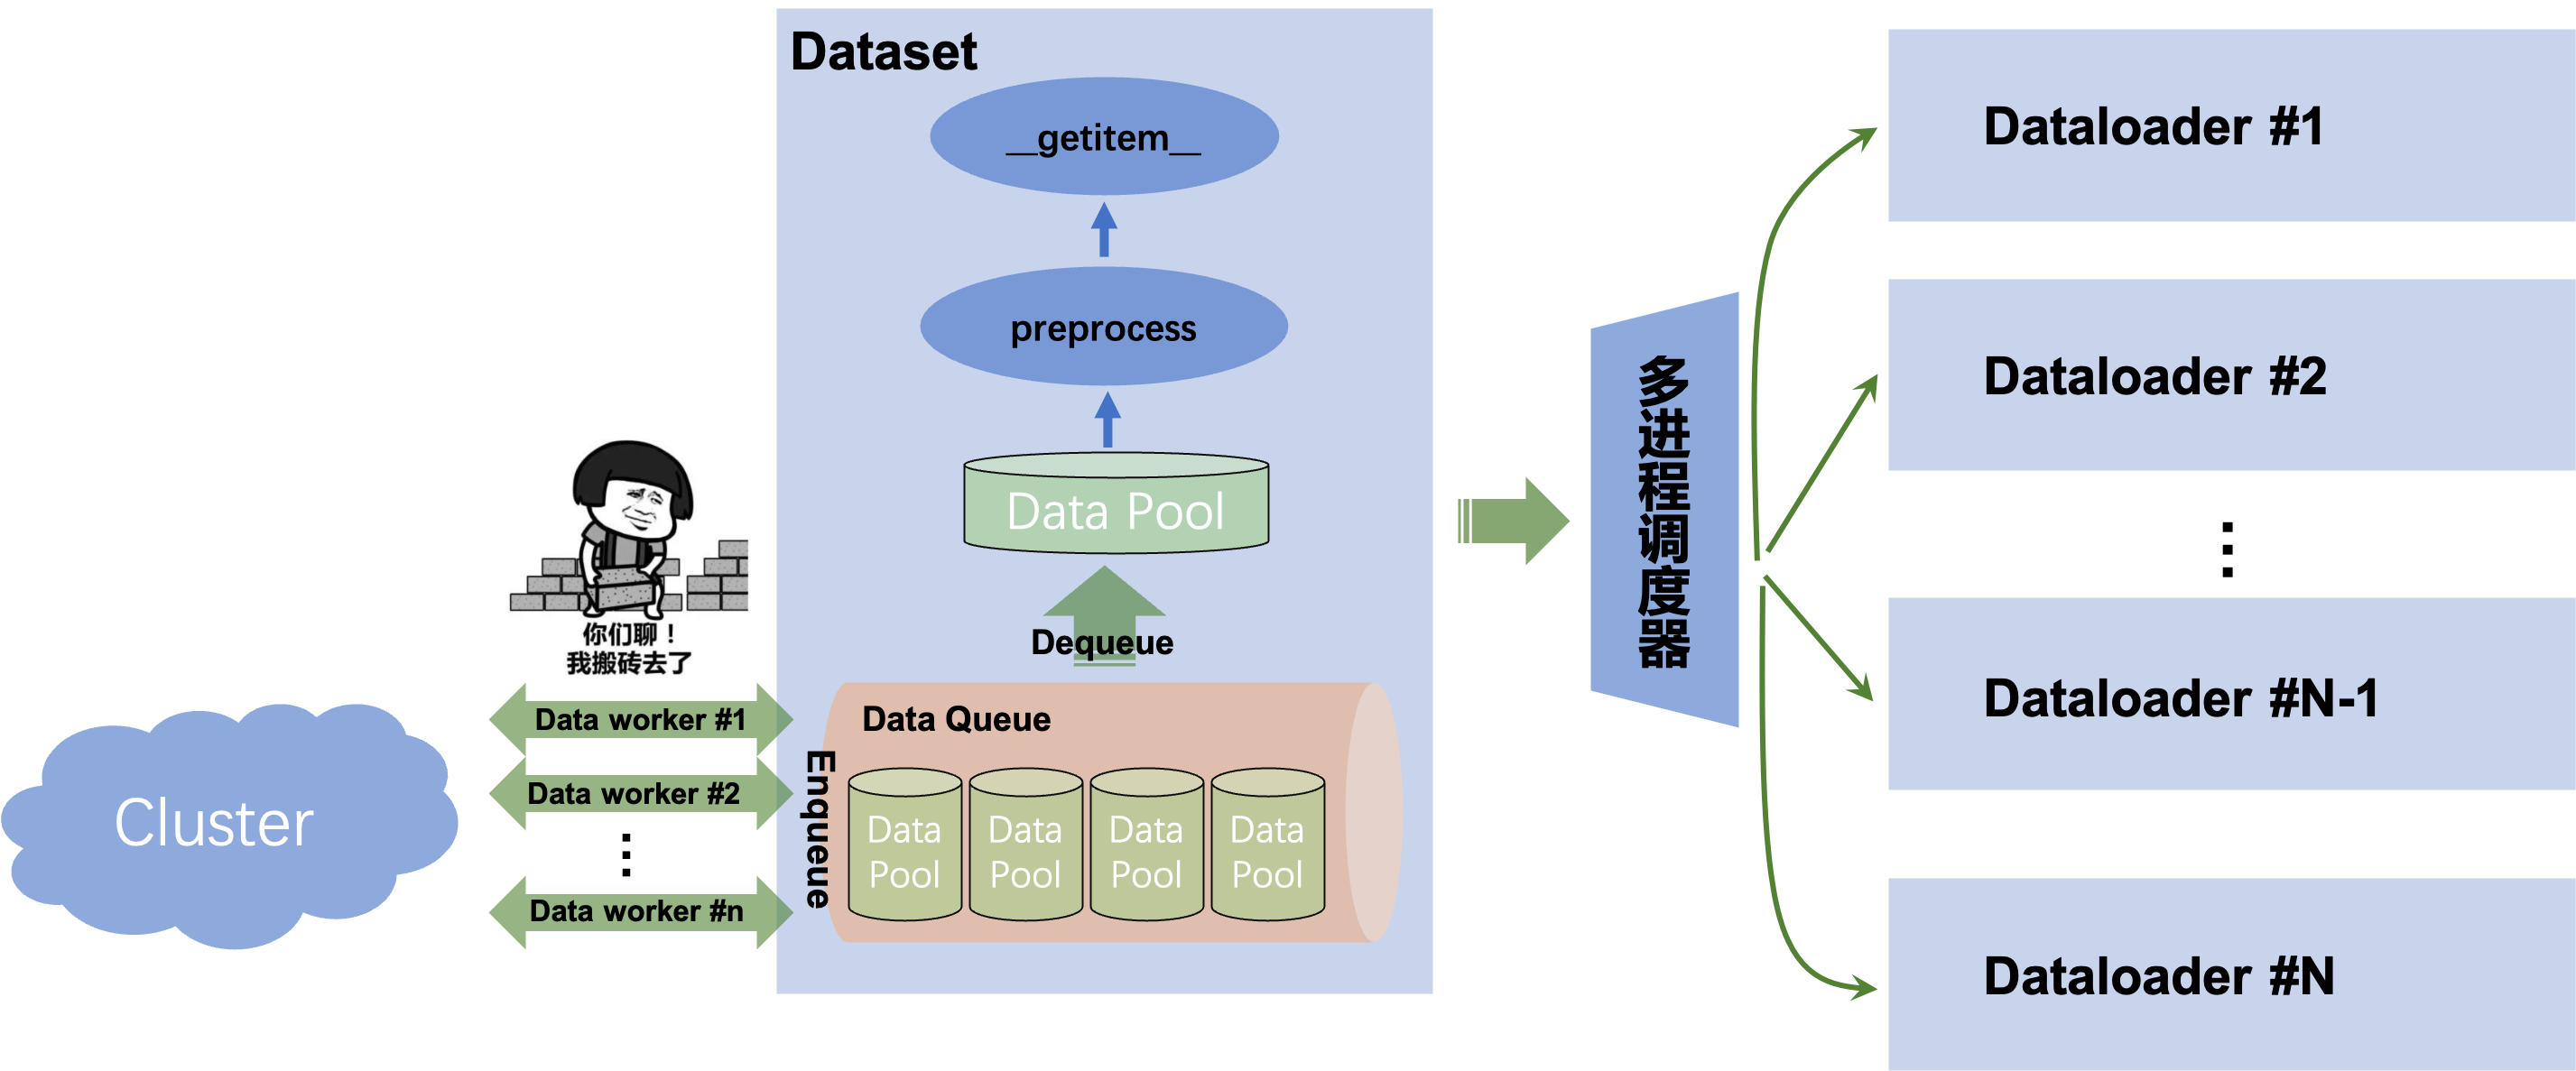 Dataset
__getitem__
preprocess
Data Pool
Dequeue
Data Queue
Enqueue
Data
Pool
Data
Pool
Data
Pool
Data
Pool
你们聊！
我搬砖去了
Data worker #1
Data worker #2
⋮
Data worker #n
Cluster
多进程调度器
Dataloader #1
Dataloader #2
⋮
Dataloader #N-1
Dataloader #N